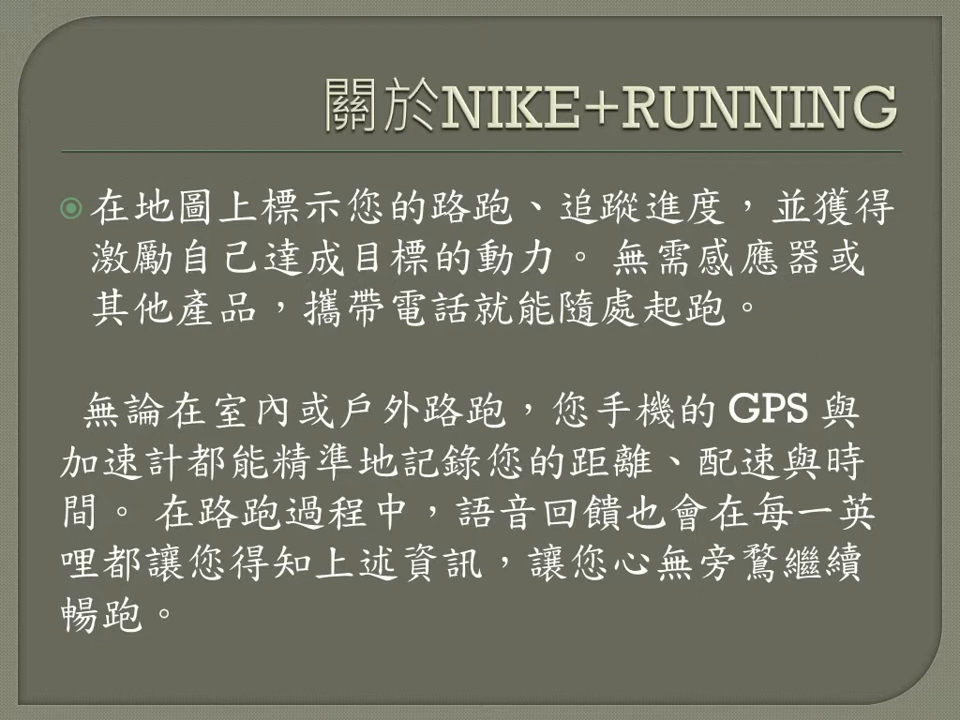 關於NIKE+RUNNING
在地圖上標示您的路跑、追蹤進度，並獲得
激勵自己達成目標的動力。 無需感應器或
其他產品，攜帶電話就能隨處起跑。
無論在室內或戶外路跑，您手機的 GPS 與
加速計都能精準地記錄您的距離、配速與時
間。 在路跑過程中，語音回饋也會在每一英
哩都讓您得知上述資訊，讓您心無旁騖繼續
暢跑。